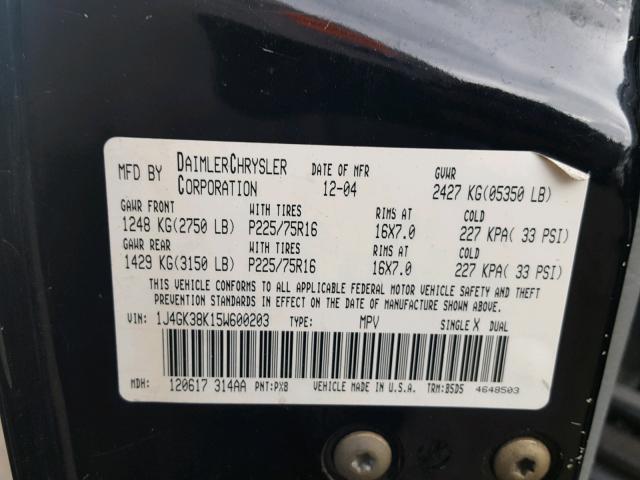 MFD BY DAIMLERCHRYSLER CORPORATION DATE OF MFR 12-04 GVWR 2427 KG(05350 LB)
GAWR FRONT WITH TIRES RIMS AT COLD
1248 KG(2750 LB) P225/75R16 16X7.0 227 KPA( 33 PSI)
GAWR REAR WITH TIRES RIMS AT COLD
1429 KG(3150 LB) P225/75R16 16X7.0 227 KPA( 33 PSI)
THIS VEHICLE CONFORMS TO ALL APPLICABLE FEDERAL MOTOR VEHICLE SAFETY AND THEFT
PREVENTION STANDARDS IN EFFECT ON THE DATE OF MANUFACTURE SHOWN ABOVE.
VIN: 1J4GK38K15W600203 TYPE: MPV SINGLE X DUAL
MDH: 120617 314AA PNT:PX8 VEHICLE MADE IN U.S.A. TRM:B5D5 4648503